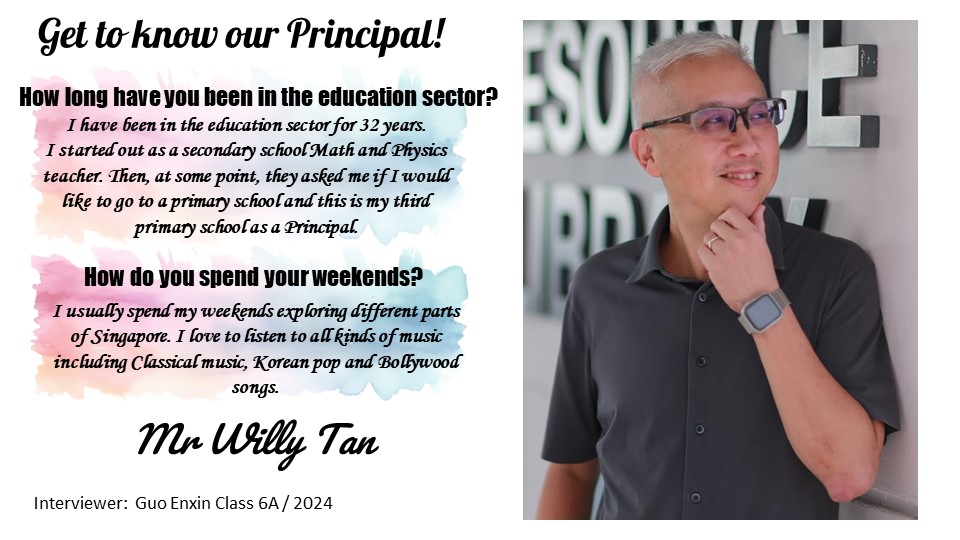 Get to know our Principal!
How long have you been in the education sector?
I have been in the education sector for 32 years.
I started out as a secondary school Math and Physics
teacher. Then, at some point, they asked me if I would
like to go to a primary school and this is my third
primary school as a Principal.
How do you spend your weekends?
I usually spend my weekends exploring different parts
of Singapore. I love to listen to all kinds of music
including Classical music, Korean pop and Bollywood
songs.
Mr Willy Tan
Interviewer: Guo Enxin Class 6A / 2024
ESOURCE
LIBRARY